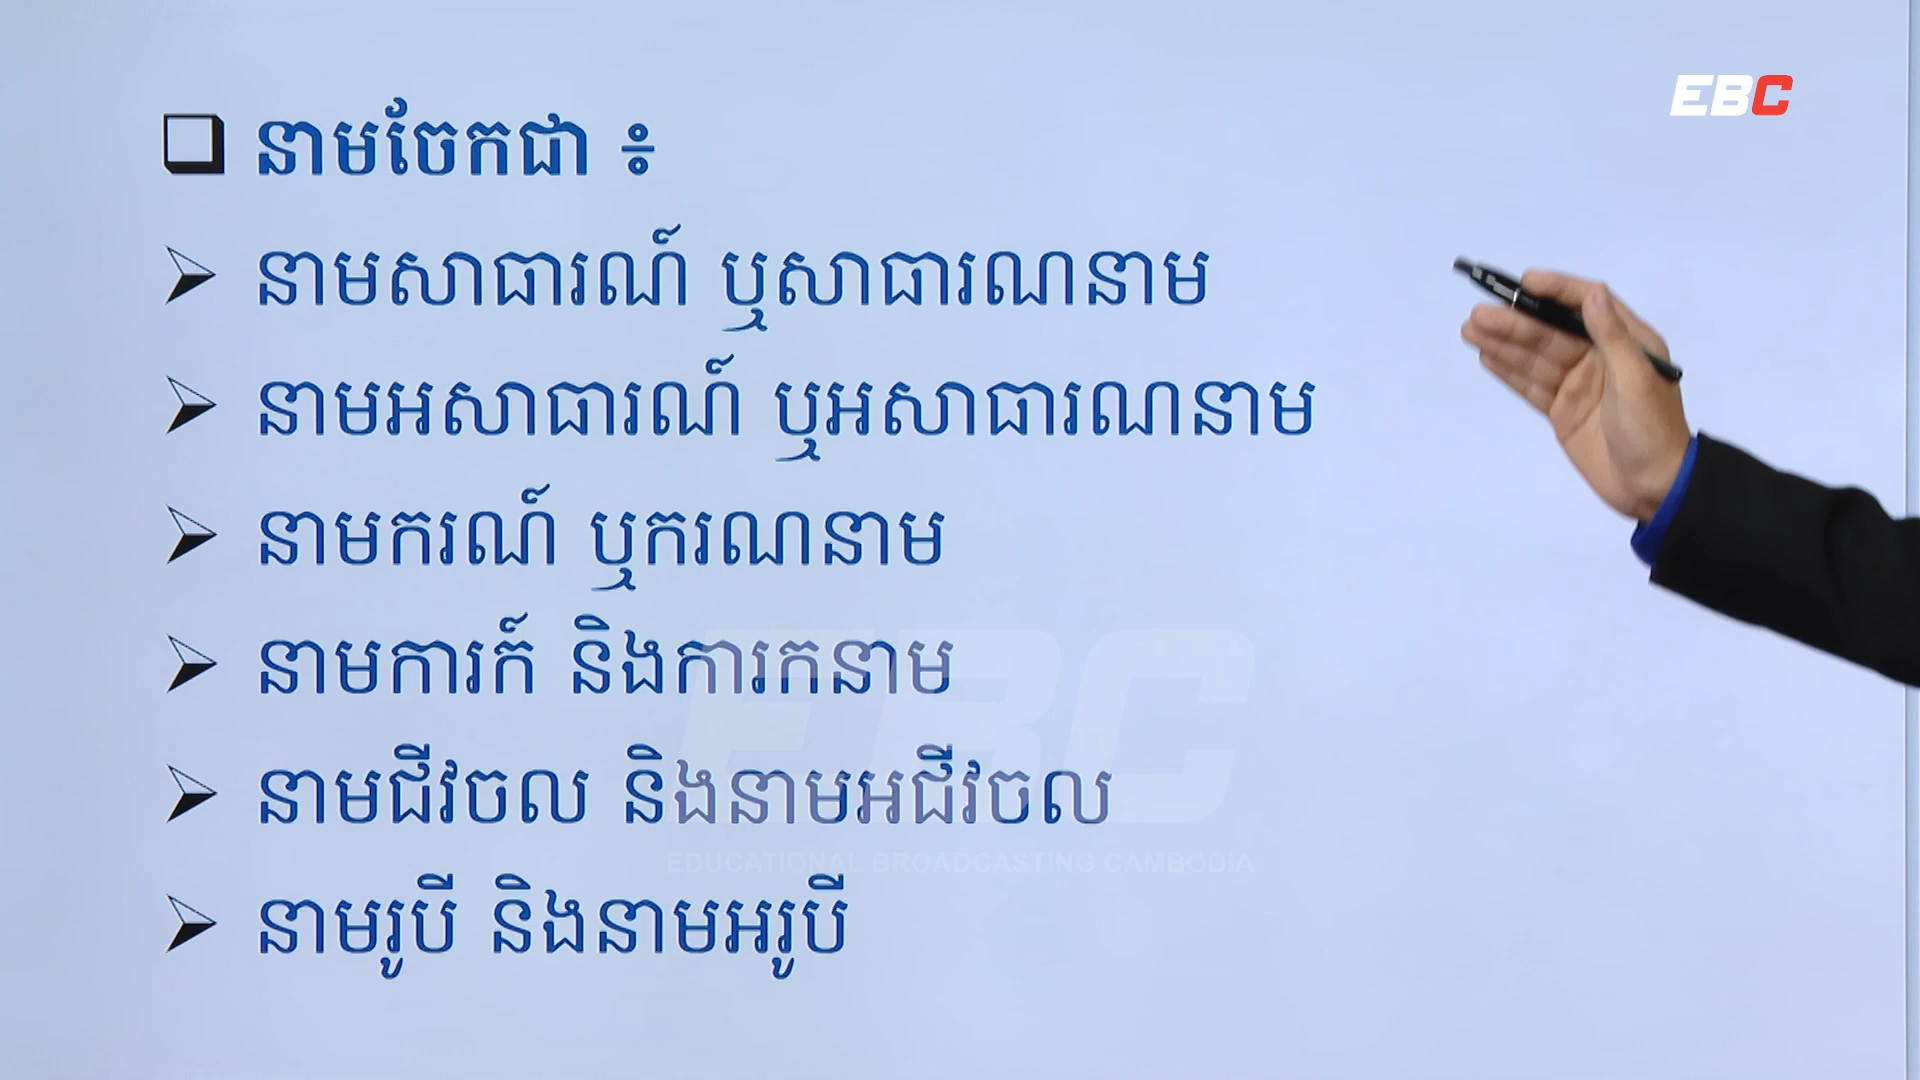 EBC
នាមចែកជា ៖
នាមសាធារណ៍ ឬសាធារណនាម
នាមអសាធារណ៍ ឬអសាធារណនាម
នាមករណ៍ ឬករណនាម
នាមការក៍ និងការកនាម
នាមជីវចល និងនាមអជីវចល
នាមរូបី និងនាមអរូបី
EBC
EDUCATIONAL BROADCASTING CAMBODIA